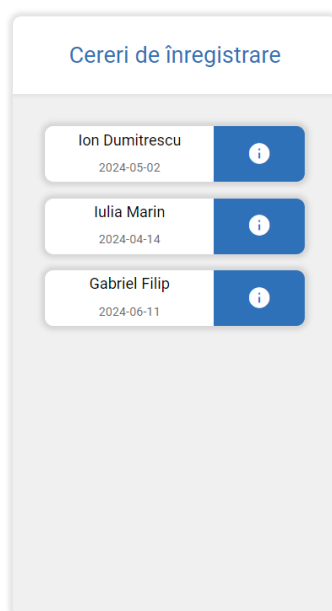 Cereri de înregistrare
Ion Dumitrescu
2024-05-02
Iulia Marin
2024-04-14
Gabriel Filip
2024-06-11